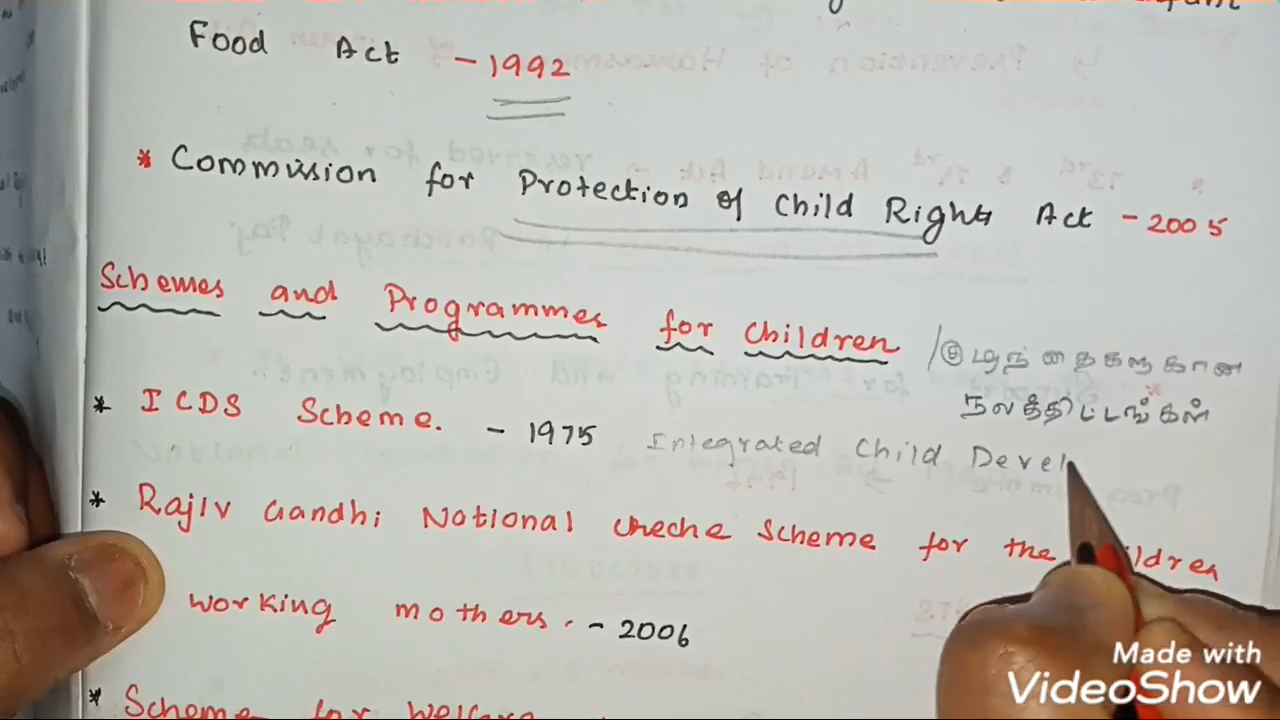 Food Act - 1992
* Commission for Protection of Child Rights Act - 2005
Schemes and Programmes for Children / குழந்தைகளுகான
நலத்திட்டங்கள்
* ICDS Scheme. - 1975 Integrated Child Devel
* Rajiv Gandhi National Creche Scheme for the
working mothers. - 2006
* Scheme for Welfare
Made with
VideoShow